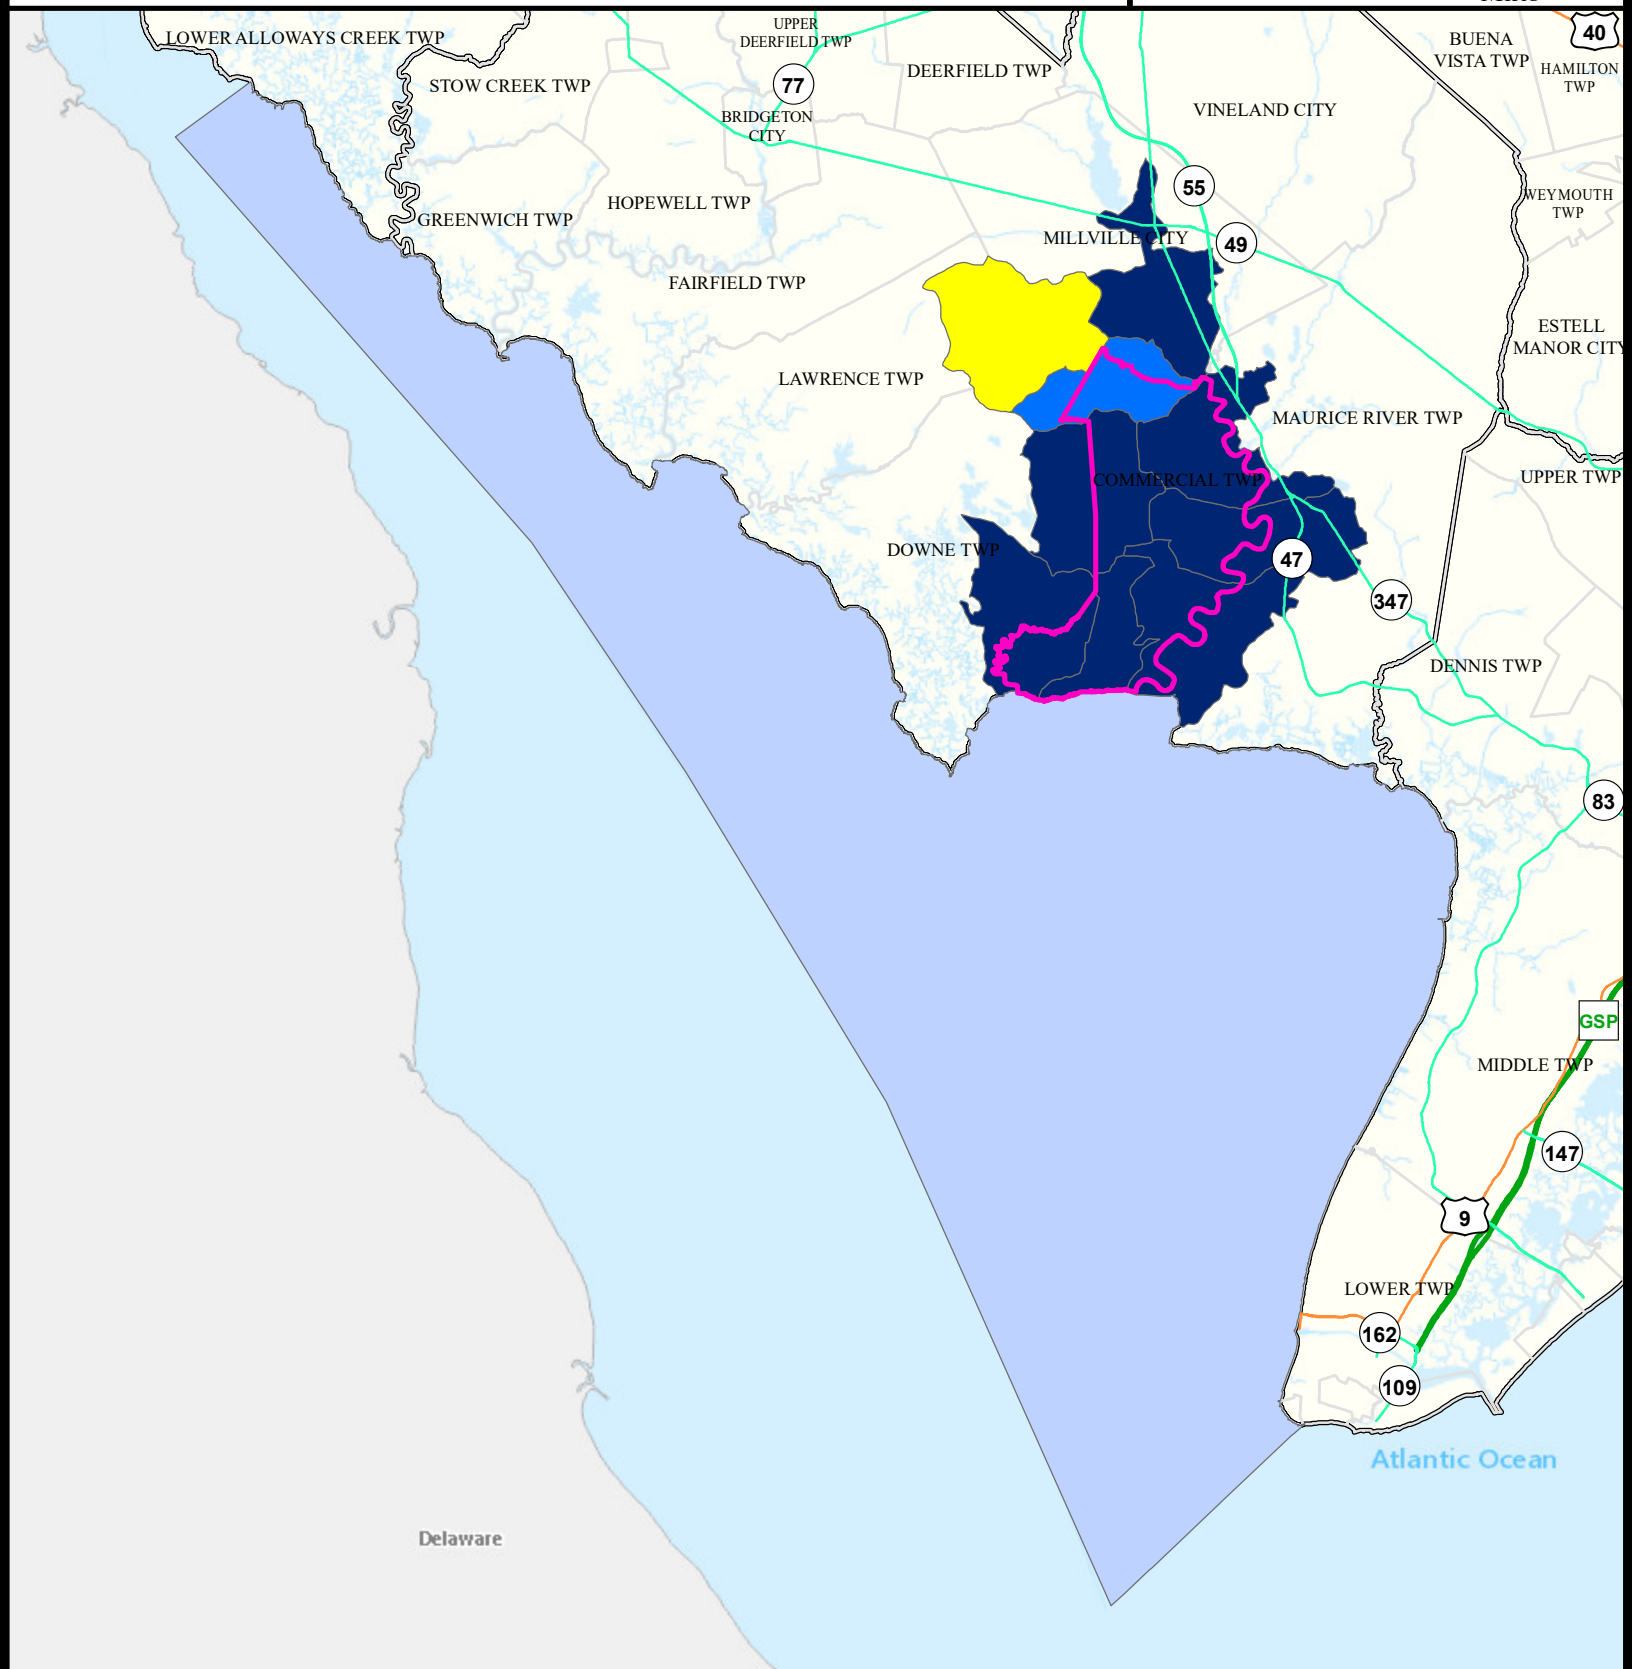 40
LOWER ALLOWAYS CREEK TWP
UPPER
DEERFIELD TWP
BUENA
VISTA TWP
HAMILTON
TWP
STOW CREEK TWP
77
DEERFIELD TWP
VINELAND CITY
BRIDGETON
CITY
55
WEYMOUTH
TWP
GREENWICH TWP
HOPEWELL TWP
MILLVILLE CITY
49
FAIRFIELD TWP
ESTELL
MANOR CITY
LAWRENCE TWP
MAURICE RIVER TWP
COMMERCIAL TWP
UPPER TWP
DOWNE TWP
47
347
DENNIS TWP
83
GSP
MIDDLE TWP
147
9
LOWER TWP
162
109
Atlantic Ocean
Delaware